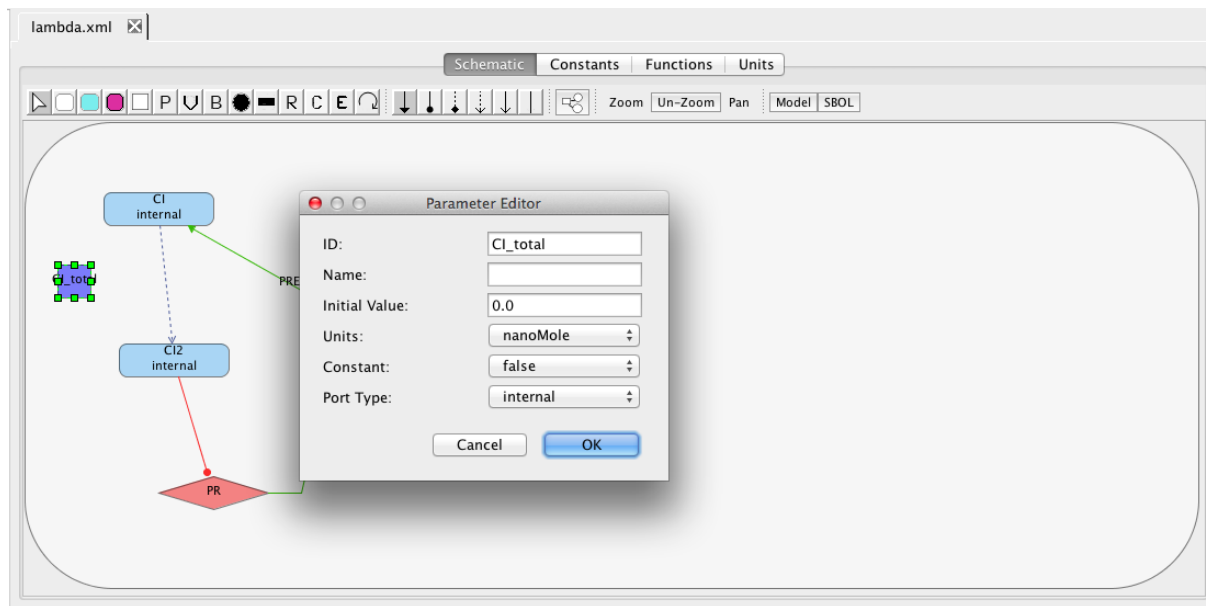 lambda.xml
Schematic Constants Functions Units
P V B R C E Zoom Un-Zoom Pan Model SBOL
CI
internal
CI_total
PRE
CI2
internal
PR
Parameter Editor
ID: CI_total
Name:
Initial Value: 0.0
Units: nanoMole
Constant: false
Port Type: internal
Cancel OK